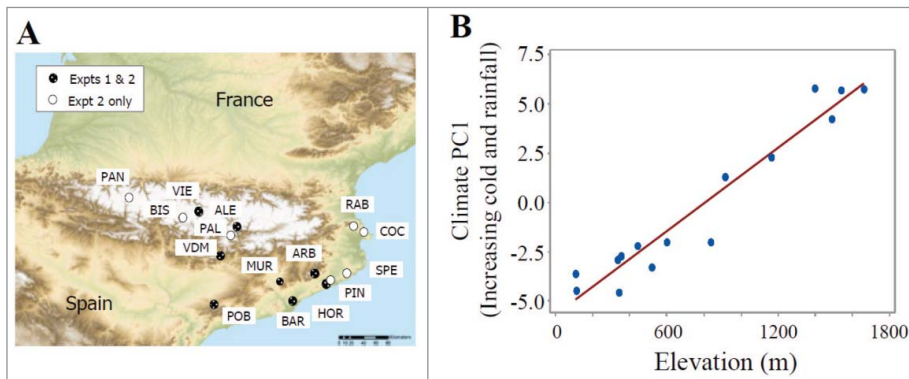 A
Expts 1 & 2
Expt 2 only
France
PAN
VIE
BIS
ALE
PAL
RAB
COC
VDM
ARB
MUR
SPE
Spain
PIN
POB
BAR
HOR
B
Climate PC1
(Increasing cold and rainfall)
7.5
5.0
2.5
0.0
-2.5
-5.0
0
600
1200
1800
Elevation (m)